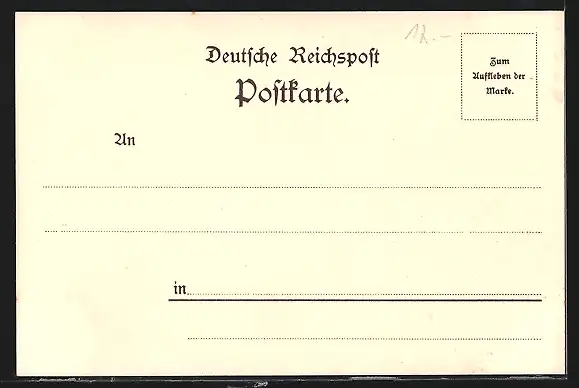 12.-
Deutsche Reichspost
Postkarte.
Zum
Aufkleben der
Marke.
An
in